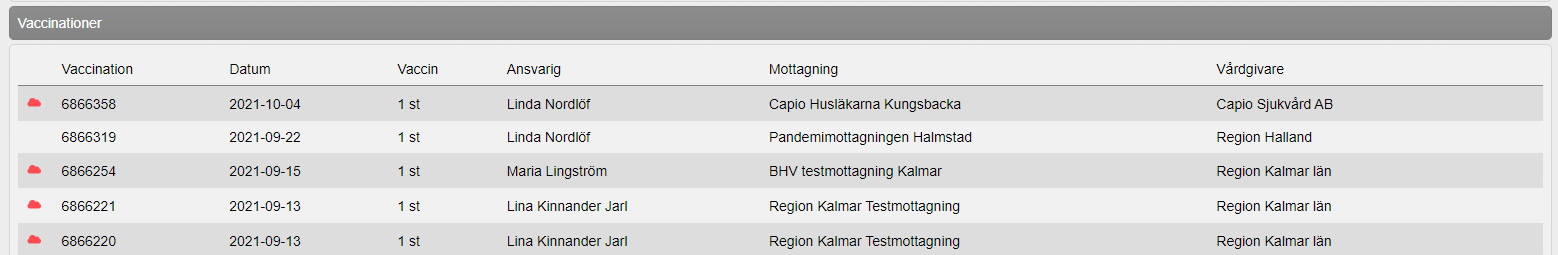 Vaccinationer
Vaccination Datum Vaccin Ansvarig Mottagning Vårdgivare
6866358 2021-10-04 1 st Linda Nordlöf Capio Husläkarna Kungsbacka Capio Sjukvård AB
6866319 2021-09-22 1 st Linda Nordlöf Pandemimottagningen Halmstad Region Halland
6866254 2021-09-15 1 st Maria Lingström BHV testmottagning Kalmar Region Kalmar län
6866221 2021-09-13 1 st Lina Kinnander Jarl Region Kalmar Testmottagning Region Kalmar län
6866220 2021-09-13 1 st Lina Kinnander Jarl Region Kalmar Testmottagning Region Kalmar län